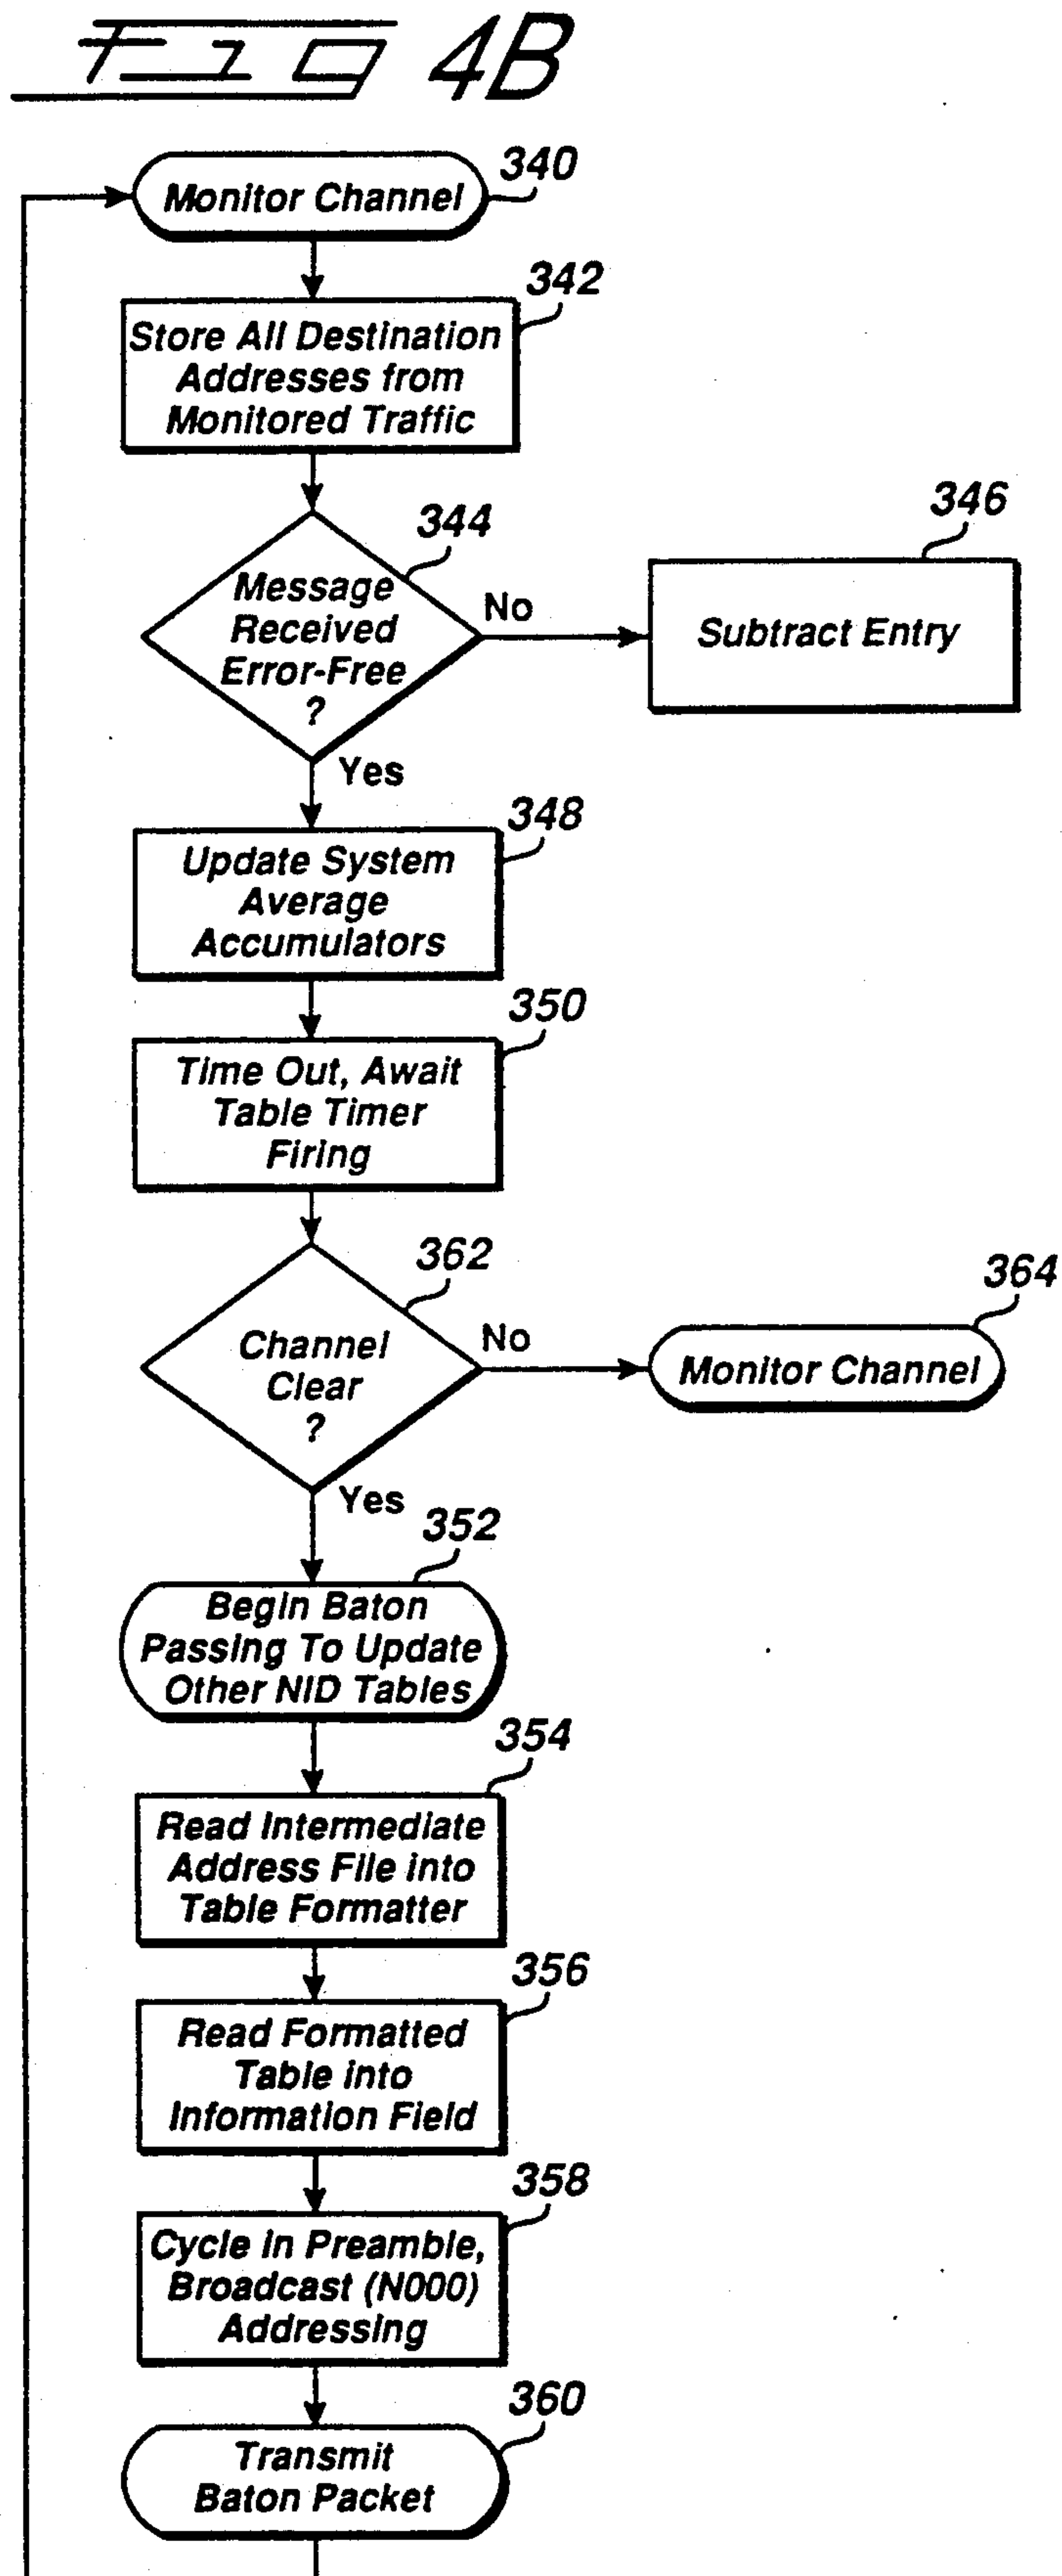 Fig 4B
340
Monitor Channel
342
Store All Destination
Addresses from
Monitored Traffic
344
346
Message
Received
Error-Free
?
No
Subtract Entry
Yes
348
Update System
Average
Accumulators
350
Time Out, Await
Table Timer
Firing
362
364
Channel
Clear
?
No
Monitor Channel
Yes
352
Begin Baton
Passing To Update
Other NID Tables
354
Read Intermediate
Address File into
Table Formatter
356
Read Formatted
Table into
Information Field
358
Cycle in Preamble,
Broadcast (N000)
Addressing
360
Transmit
Baton Packet